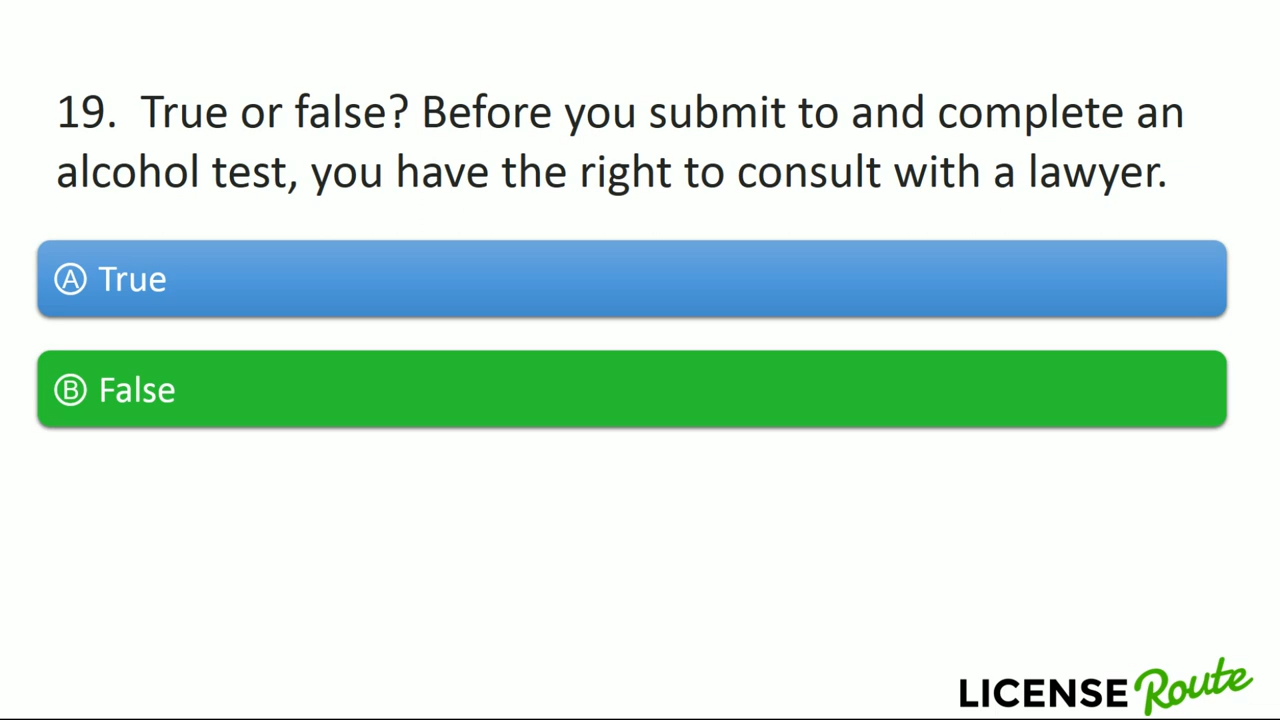 19. True or false? Before you submit to and complete an
alcohol test, you have the right to consult with a lawyer.
Ⓐ True
Ⓑ False
LICENSE Route